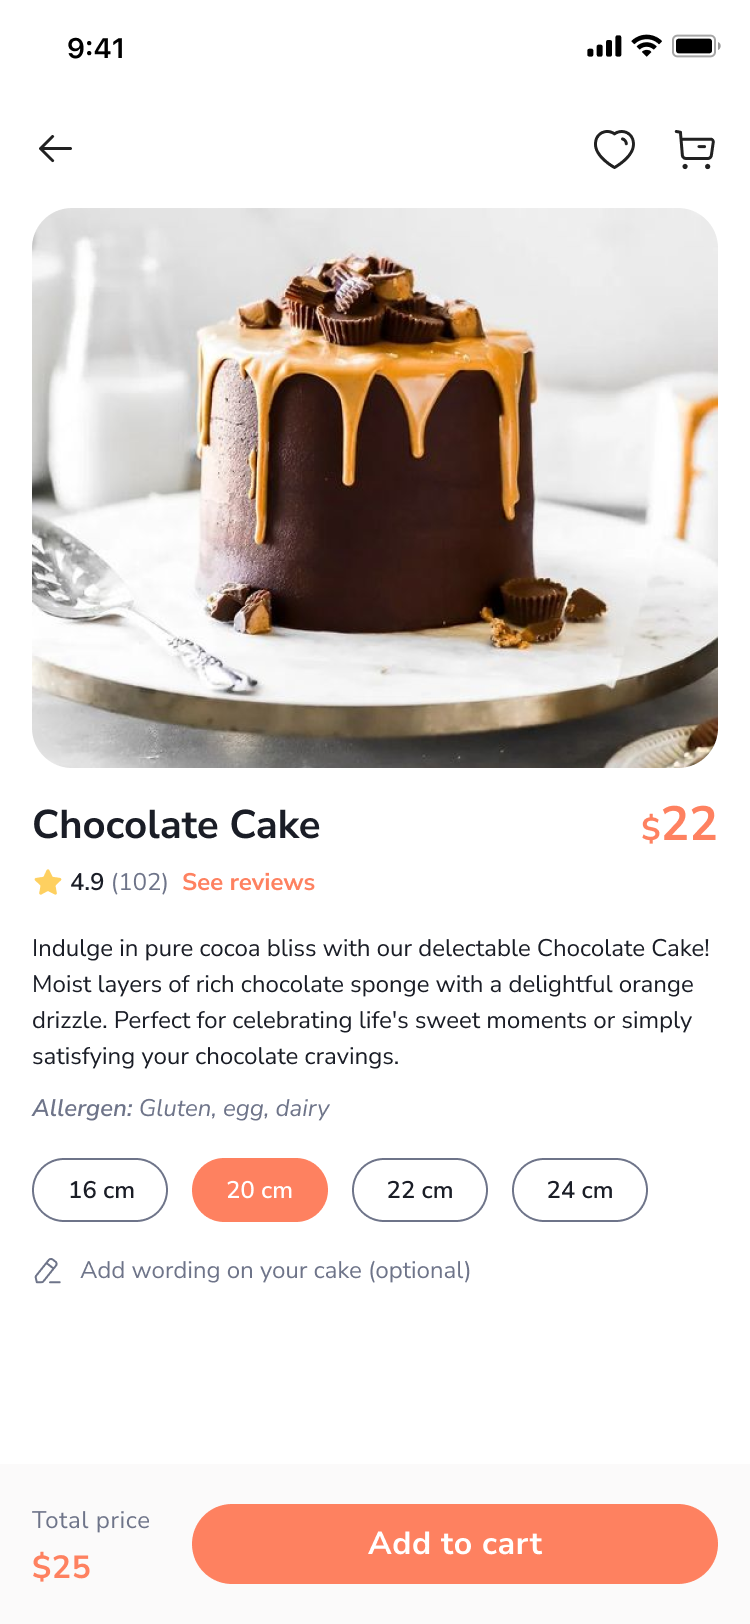 9:41
Chocolate Cake
$22
4.9 (102) See reviews
Indulge in pure cocoa bliss with our delectable Chocolate Cake!
Moist layers of rich chocolate sponge with a delightful orange
drizzle. Perfect for celebrating life's sweet moments or simply
satisfying your chocolate cravings.
Allergen: Gluten, egg, dairy
16 cm
20 cm
22 cm
24 cm
Add wording on your cake (optional)
Total price
$25
Add to cart